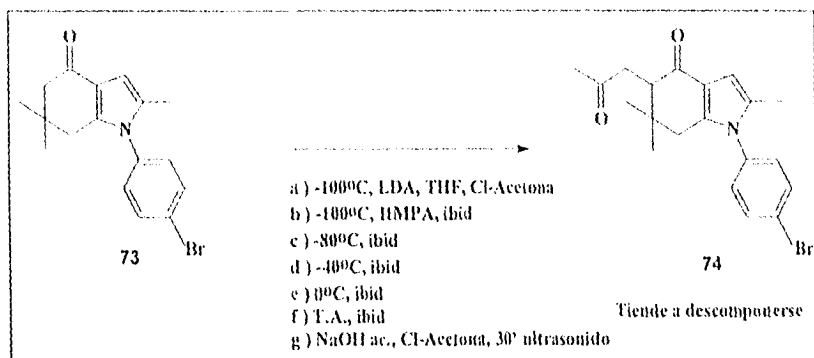 O
N
Br
73
a ) -100ºC, LDA, THF, Cl-Acetona
b ) -100ºC, HMPA, ibid
c ) -80ºC, ibid
d ) -40ºC, ibid
e ) 0ºC, ibid
f ) T.A., ibid
g ) NaOH ac., Cl-Acetona, 30' ultrasonido
O
O
N
Br
74
Tiende a descomponerse